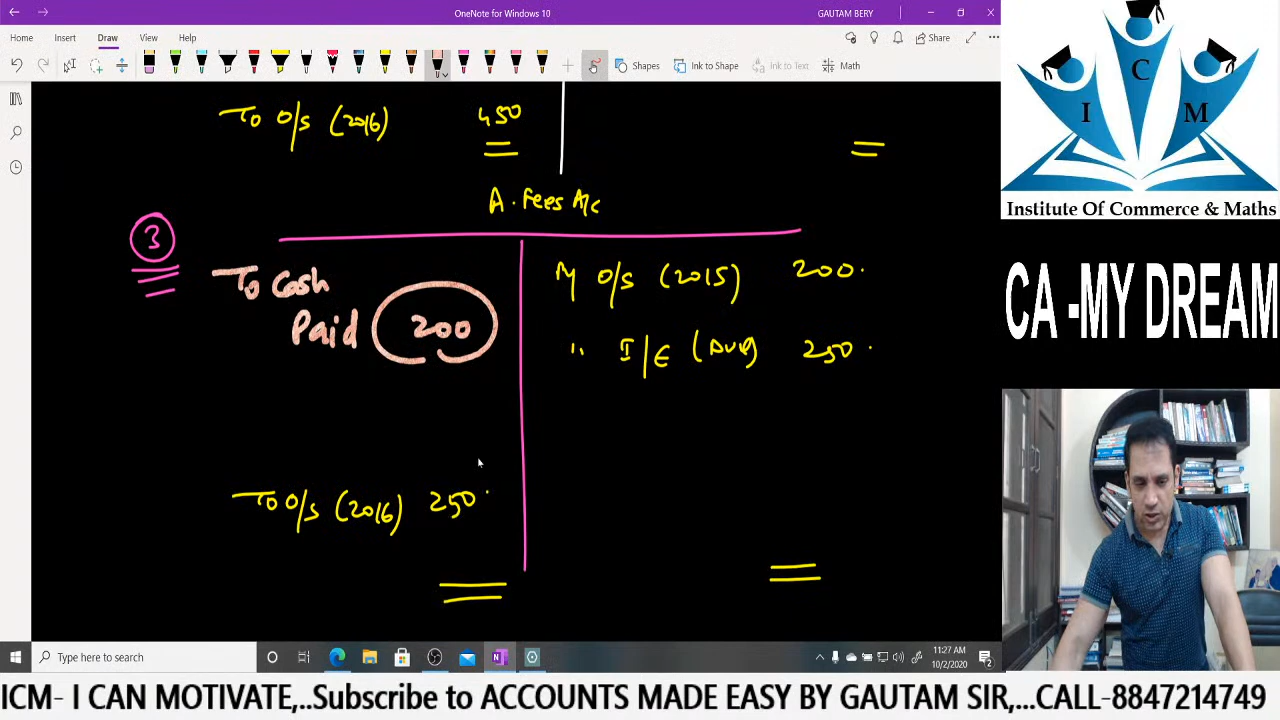 OneNote for Windows 10
GAUTAM BERY
Home
Insert
Draw
View
Help
Share
Shapes
Ink to Shape
Ink to Text
Math
To O/S (2016) 450
A. Fees A/c
3
To Cash
Paid 200
By O/S (2015) 200
" I/E (Due) 250
To O/S (2016) 250
Type here to search
11:27 AM
10/2/2020
I C M
Institute Of Commerce & Maths
CA -MY DREAM
ICM- I CAN MOTIVATE,..Subscribe to ACCOUNTS MADE EASY BY GAUTAM SIR,...CALL-8847214749